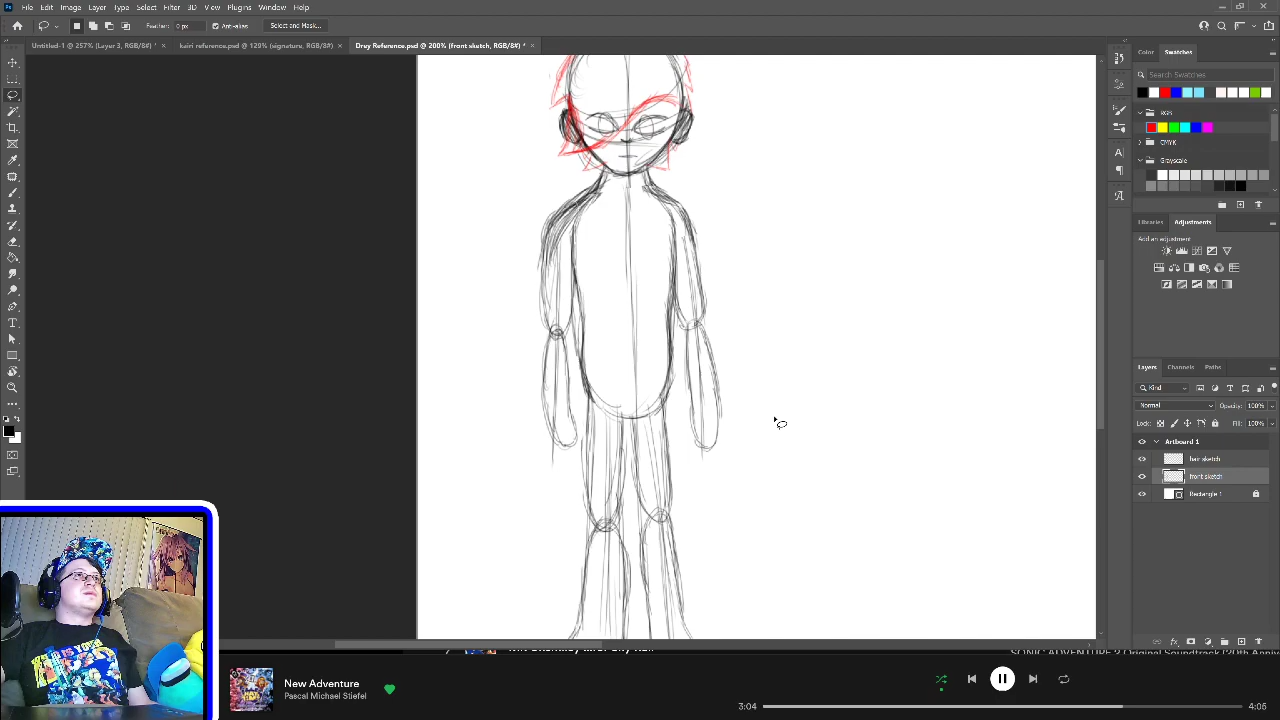 File Edit Image Layer Type Select Filter 3D View Plugins Window Help
Feather: 0 px Anti-alias Select and Mask...
Untitled-1 @ 257% (Layer 3, RGB/8#) * × kairi reference.psd @ 129% (signature, RGB/8#) × Drey Reference.psd @ 200% (front sketch, RGB/8#) * ×
Color Swatches
Search Swatches
RGB
CMYK
Grayscale
Libraries Adjustments
Add an adjustment
Layers Channels Paths
Kind
Normal Opacity: 100%
Lock: Fill: 100%
Artboard 1
hair sketch
front sketch
Rectangle 1
SONIC ADVENTURE 2 Original Soundtrack (20th
New Adventure
Pascal Michael Stiefel
3:04 4:05